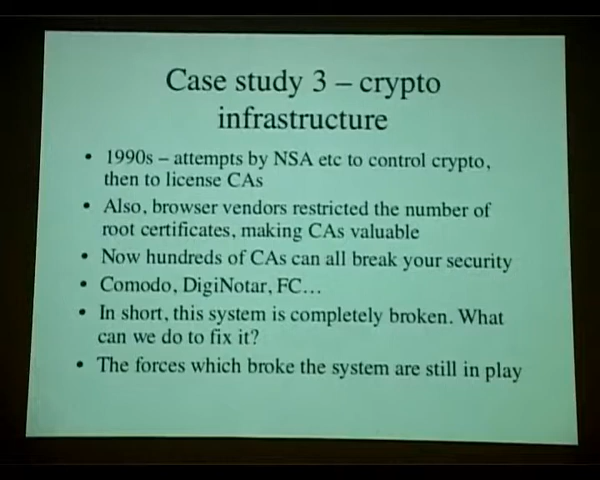 Case study 3 – crypto
infrastructure
• 1990s – attempts by NSA etc to control crypto,
then to license CAs
• Also, browser vendors restricted the number of
root certificates, making CAs valuable
• Now hundreds of CAs can all break your security
• Comodo, DigiNotar, FC…
• In short, this system is completely broken. What
can we do to fix it?
• The forces which broke the system are still in play